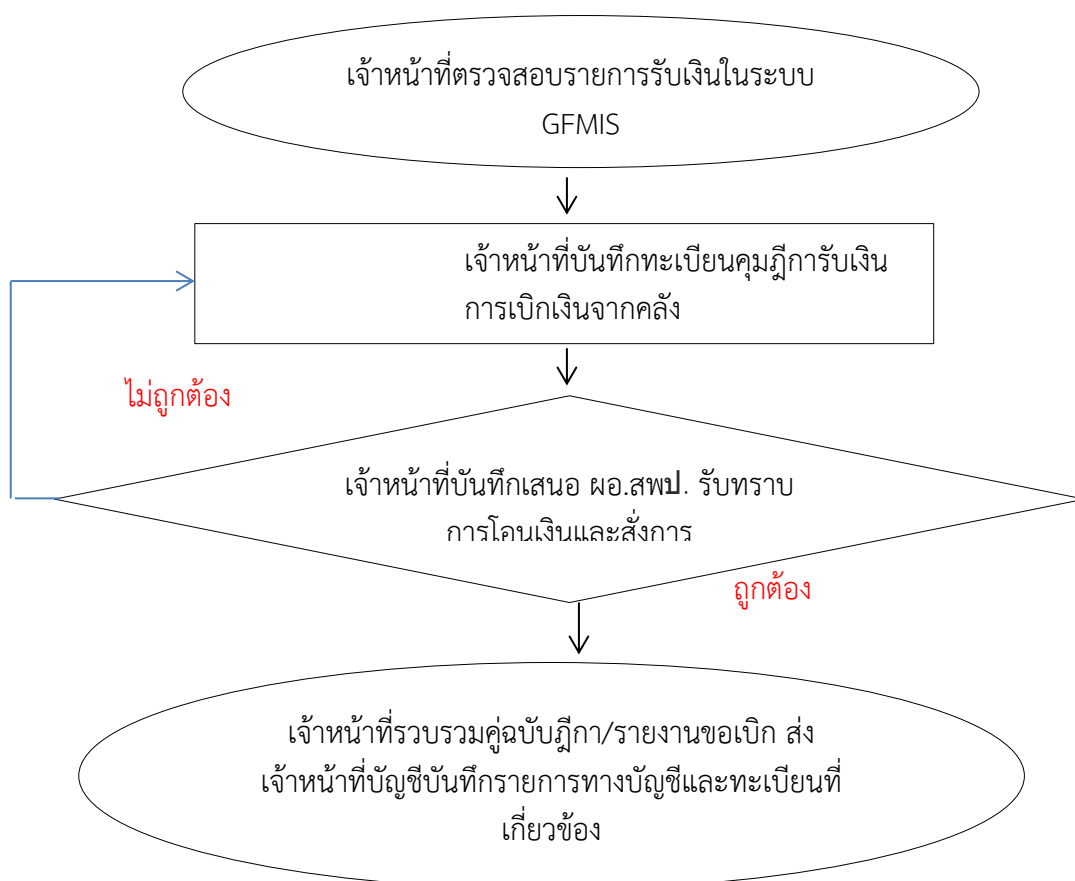 เจ้าหน้าที่ตรวจสอบรายการรับเงินในระบบ
GFMIS
เจ้าหน้าที่บันทึกทะเบียนคุมฎีการับเงิน
การเบิกเงินจากคลัง
ไม่ถูกต้อง
เจ้าหน้าที่บันทึกเสนอ ผอ.สพป. รับทราบ
การโอนเงินและสั่งการ
ถูกต้อง
เจ้าหน้าที่รวบรวมคู่ฉบับฎีกา/รายงานขอเบิก ส่ง
เจ้าหน้าที่บัญชีบันทึกรายการทางบัญชีและทะเบียนที่
เกี่ยวข้อง